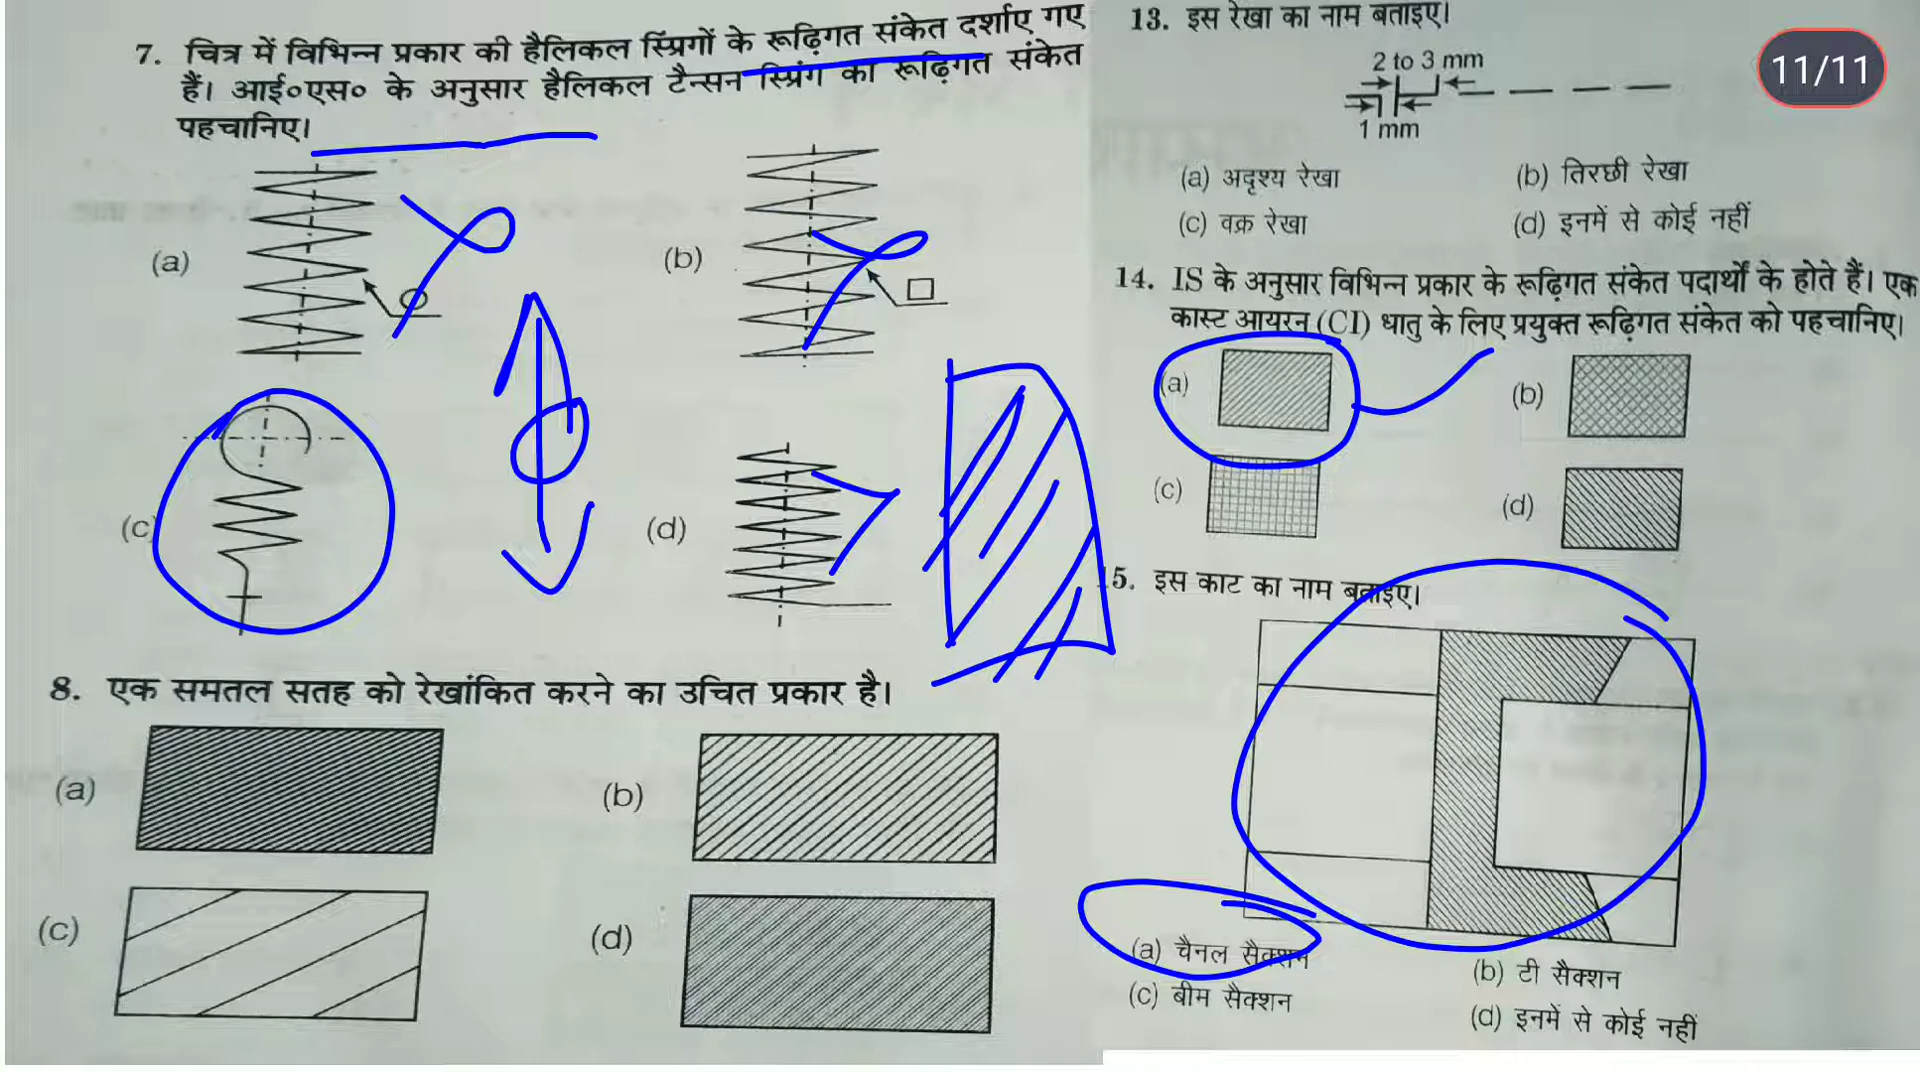 7. चित्र में विभिन्न प्रकार की हैलिकल स्प्रिगों के रूढ़िगत संकेत दर्शाए गए
हैं। आई०एस० के अनुसार हैलिकल टैन्सन स्प्रिंग का रूढ़िगत संकेत
पहचानिए।
(a)
(b)
(c)
(d)
8. एक समतल सतह को रेखांकित करने का उचित प्रकार है।
(a)
(b)
(c)
(d)
13. इस रेखा का नाम बताइए।
11/11
2 to 3 mm
1 mm
(a) अदृश्य रेखा
(b) तिरछी रेखा
(c) वक्र रेखा
(d) इनमें से कोई नहीं
14. IS के अनुसार विभिन्न प्रकार के रूढ़िगत संकेत पदार्थों के होते हैं। एक
कास्ट आयरन (CI) धातु के लिए प्रयुक्त रूढ़िगत संकेत को पहचानिए।
(a)
(b)
(c)
(d)
5. इस काट का नाम बताइए।
(a) चैनल सैक्शन
(b) टी सैक्शन
(c) बीम सैक्शन
(d) इनमें से कोई नहीं